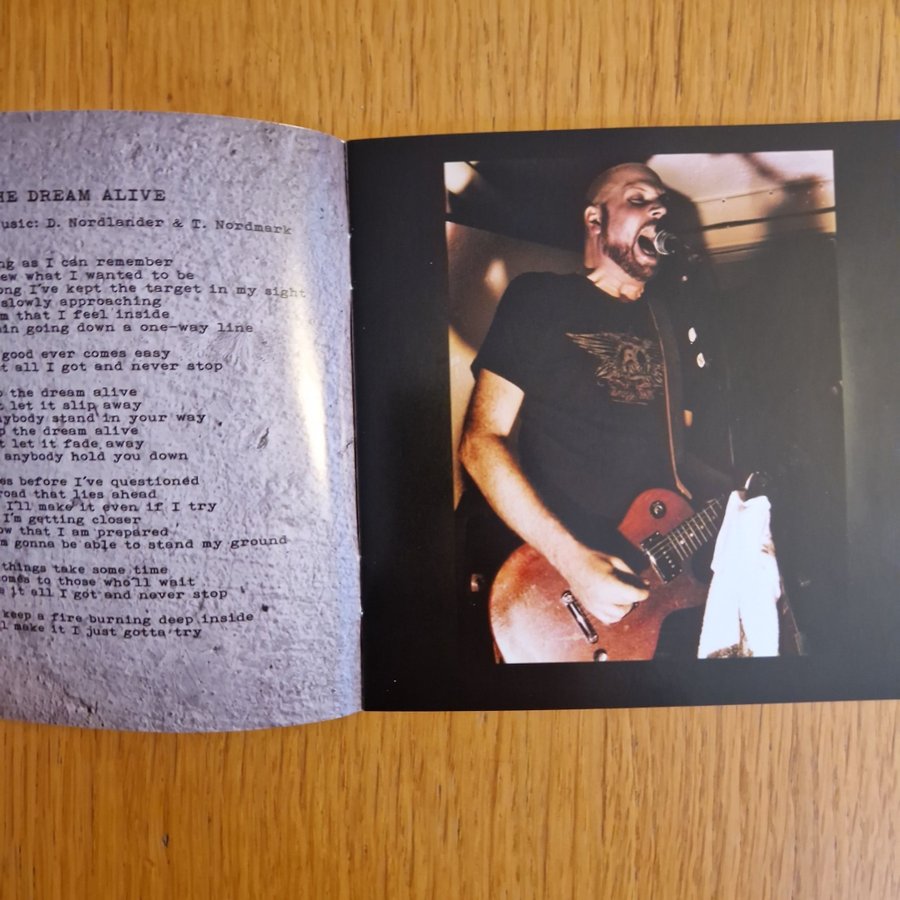 HE DREAM ALIVE
usic: D. Nordlander & T. Nordmark
ng as I can remember
ew what I wanted to be
ong I've kept the target in my sight
slowly approaching
m that I feel inside
in going down a one-way line
good ever comes easy
t all I got and never stop
p the dream alive
t let it slip away
ybody stand in your way
p the dream alive
t let it fade away
anybody hold you down
es before I've questioned
road that lies ahead
I'll make it even if I try
I'm getting closer
ow that I am prepared
m gonna be able to stand my ground
things take some time
comes to those who'll wait
e it all I got and never stop
keep a fire burning deep inside
l make it I just gotta try